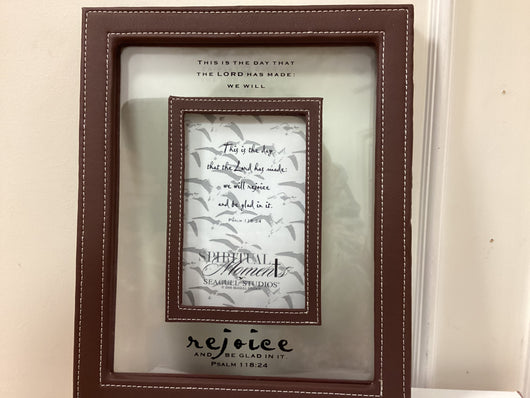 THIS IS THE DAY THAT
THE LORD HAS MADE:
WE WILL
This is the day
that the Lord has made:
we will rejoice
and be glad in it.
PSALM 118:24
SPIRITUAL
Moments
SEAGULL STUDIOS
rejoice
AND BE GLAD IN IT
PSALM 118:24